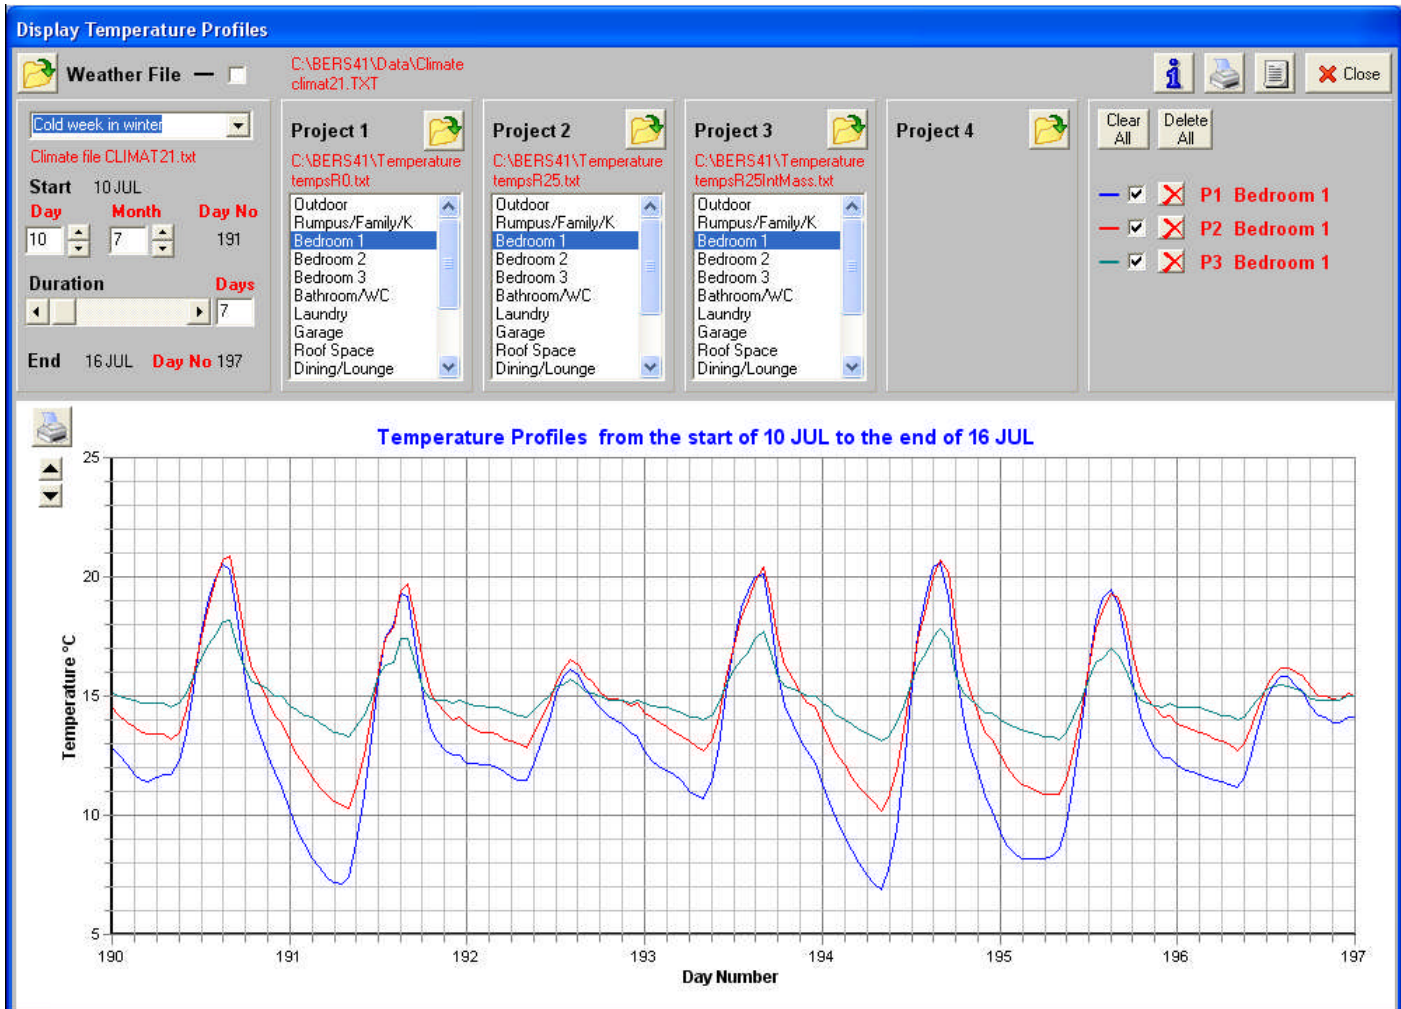 Display Temperature Profiles
Weather File
C:\BERS41\Data\Climate
climat21.TXT
Close
Cold week in winter
Climate file CLIMAT21.txt
Start 10 JUL
Day Month Day No
10 7 191
Duration Days
7
End 16 JUL Day No 197
Project 1
C:\BERS41\Temperature
tempsR0.txt
Outdoor
Rumpus/Family/K
Bedroom 1
Bedroom 2
Bedroom 3
Bathroom/WC
Laundry
Garage
Roof Space
Dining/Lounge
Project 2
C:\BERS41\Temperature
tempsR25.txt
Outdoor
Rumpus/Family/K
Bedroom 1
Bedroom 2
Bedroom 3
Bathroom/WC
Laundry
Garage
Roof Space
Dining/Lounge
Project 3
C:\BERS41\Temperature
tempsR25IntMass.txt
Outdoor
Rumpus/Family/K
Bedroom 1
Bedroom 2
Bedroom 3
Bathroom/WC
Laundry
Garage
Roof Space
Dining/Lounge
Project 4
Clear All
Delete All
P1 Bedroom 1
P2 Bedroom 1
P3 Bedroom 1
Temperature Profiles from the start of 10 JUL to the end of 16 JUL
25
20
15
10
5
Temperature °C
190 191 192 193 194 195 196 197
Day Number